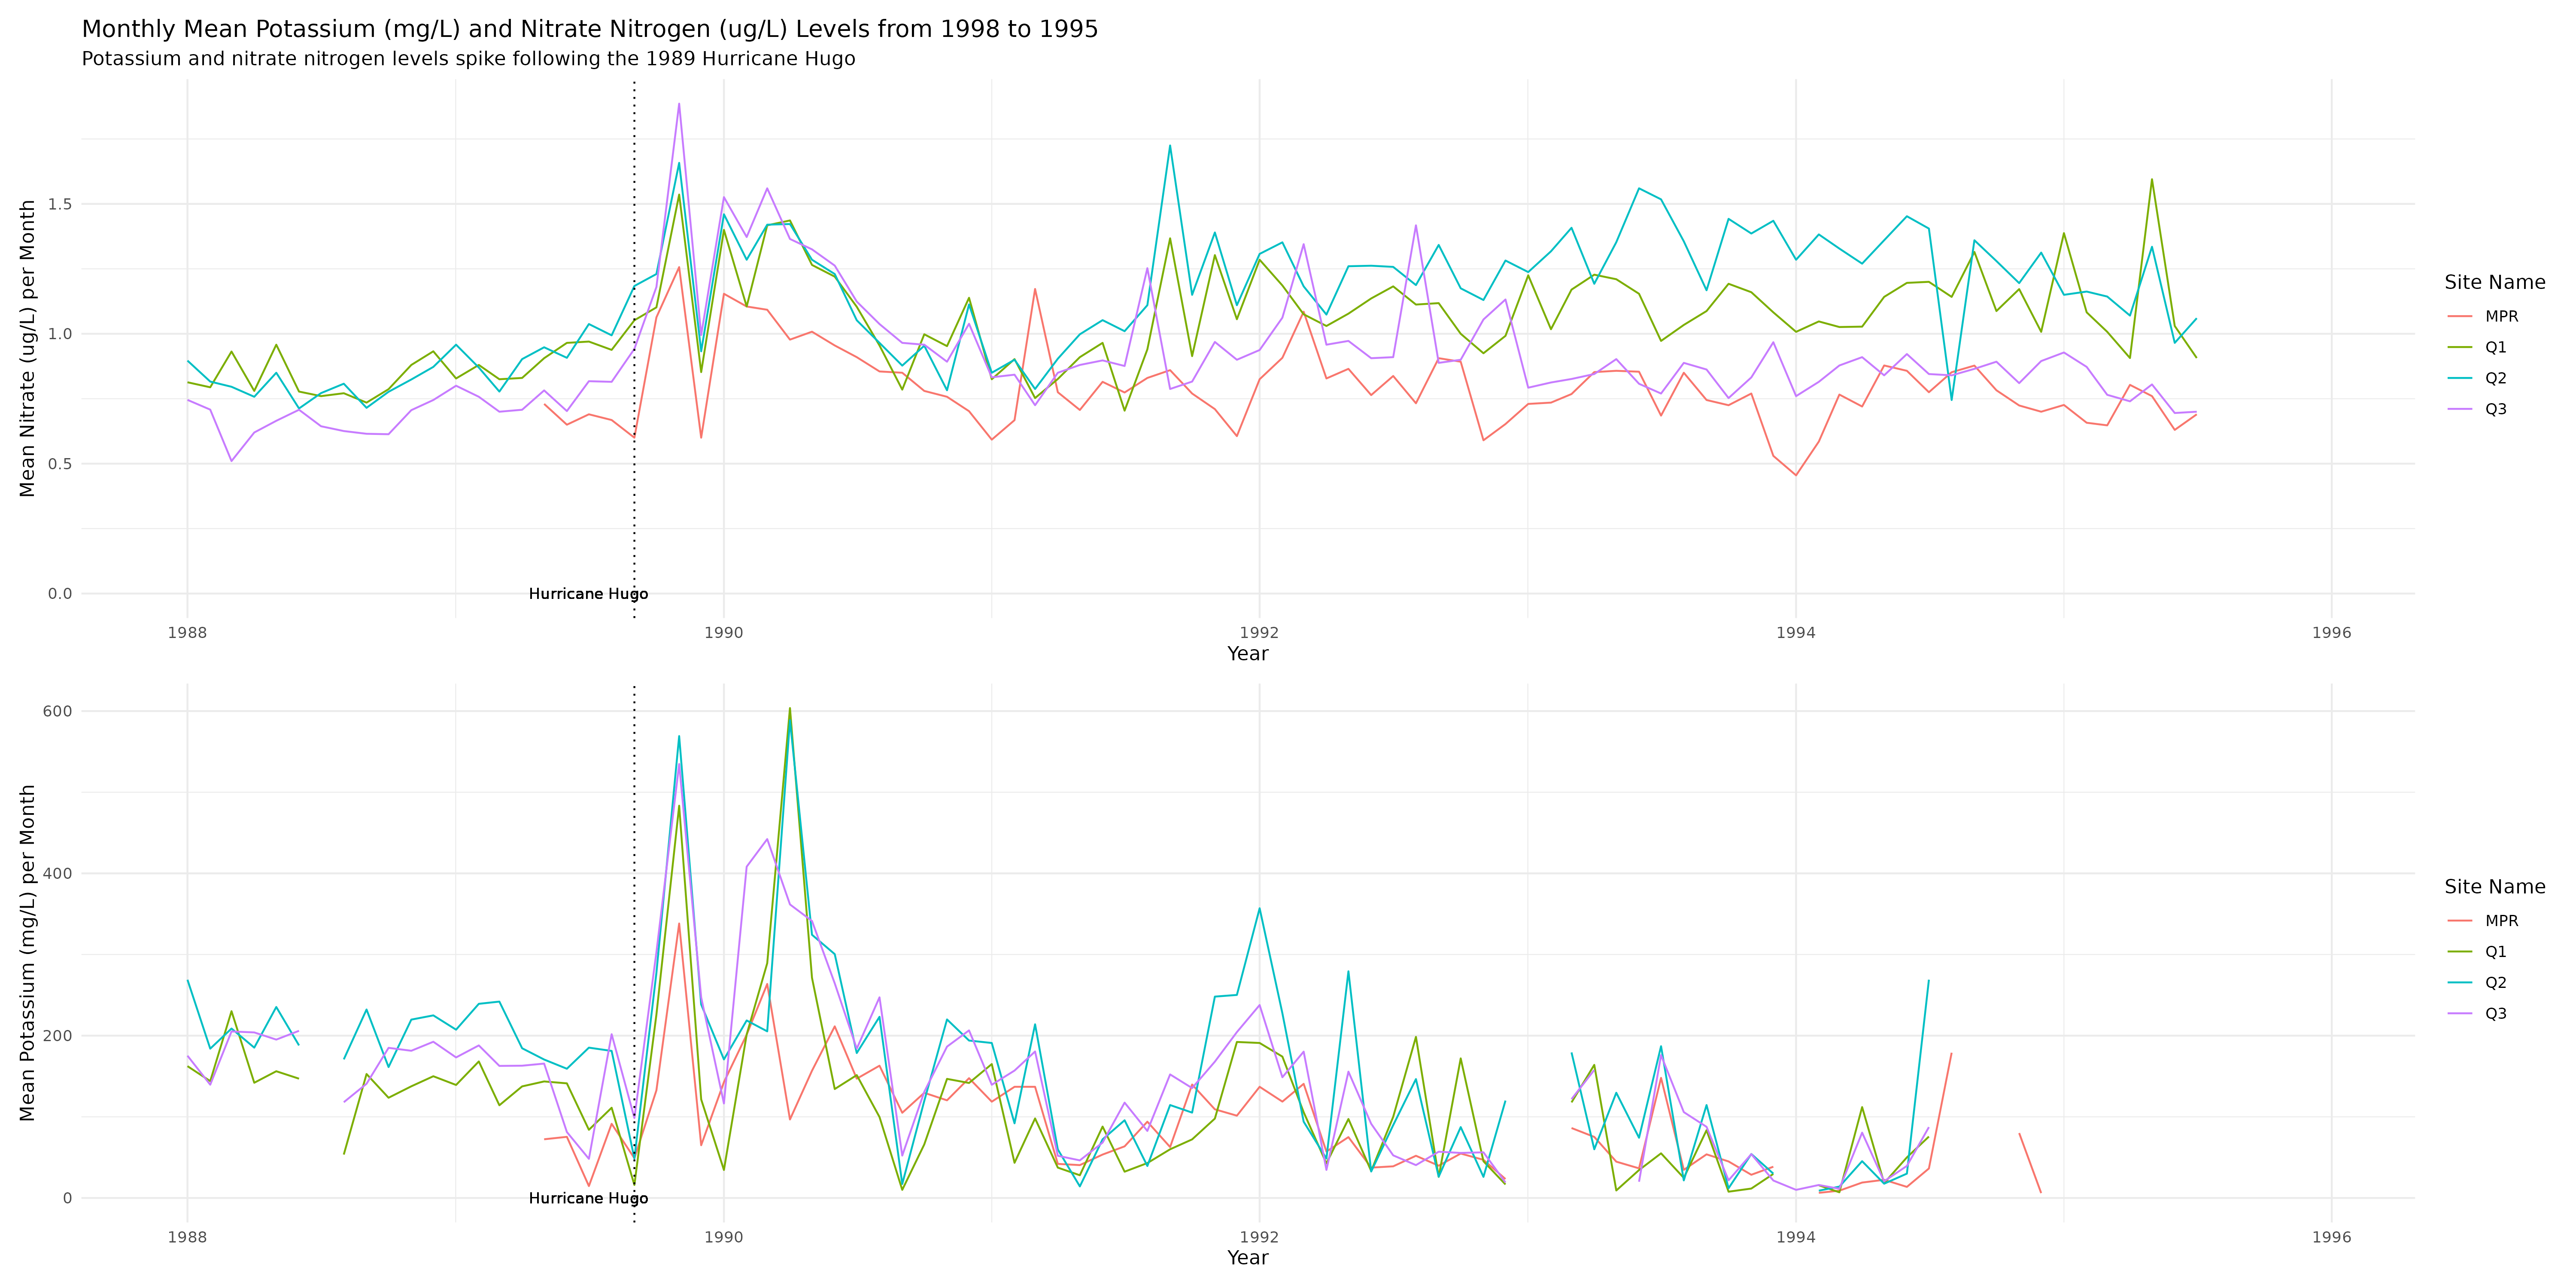 Monthly Mean Potassium (mg/L) and Nitrate Nitrogen (ug/L) Levels from 1998 to 1995
Potassium and nitrate nitrogen levels spike following the 1989 Hurricane Hugo
Mean Nitrate (ug/L) per Month
1.5
1.0
0.5
0.0
Hurricane Hugo
1988
1990
1992
1994
1996
Year
Site Name
MPR
Q1
Q2
Q3
Mean Potassium (mg/L) per Month
600
400
200
0
Hurricane Hugo
1988
1990
1992
1994
1996
Year
Site Name
MPR
Q1
Q2
Q3